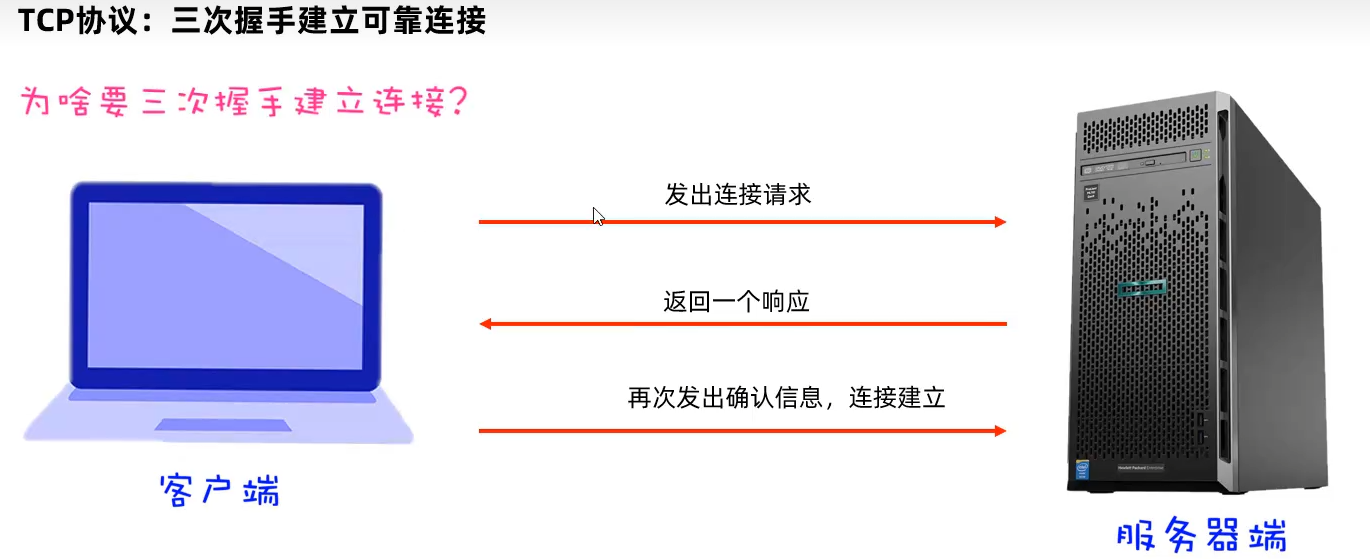 TCP协议：三次握手建立可靠连接
为啥要三次握手建立连接？
发出连接请求
返回一个响应
再次发出确认信息，连接建立
客户端
服务器端
Hewlett Packard Enterprise